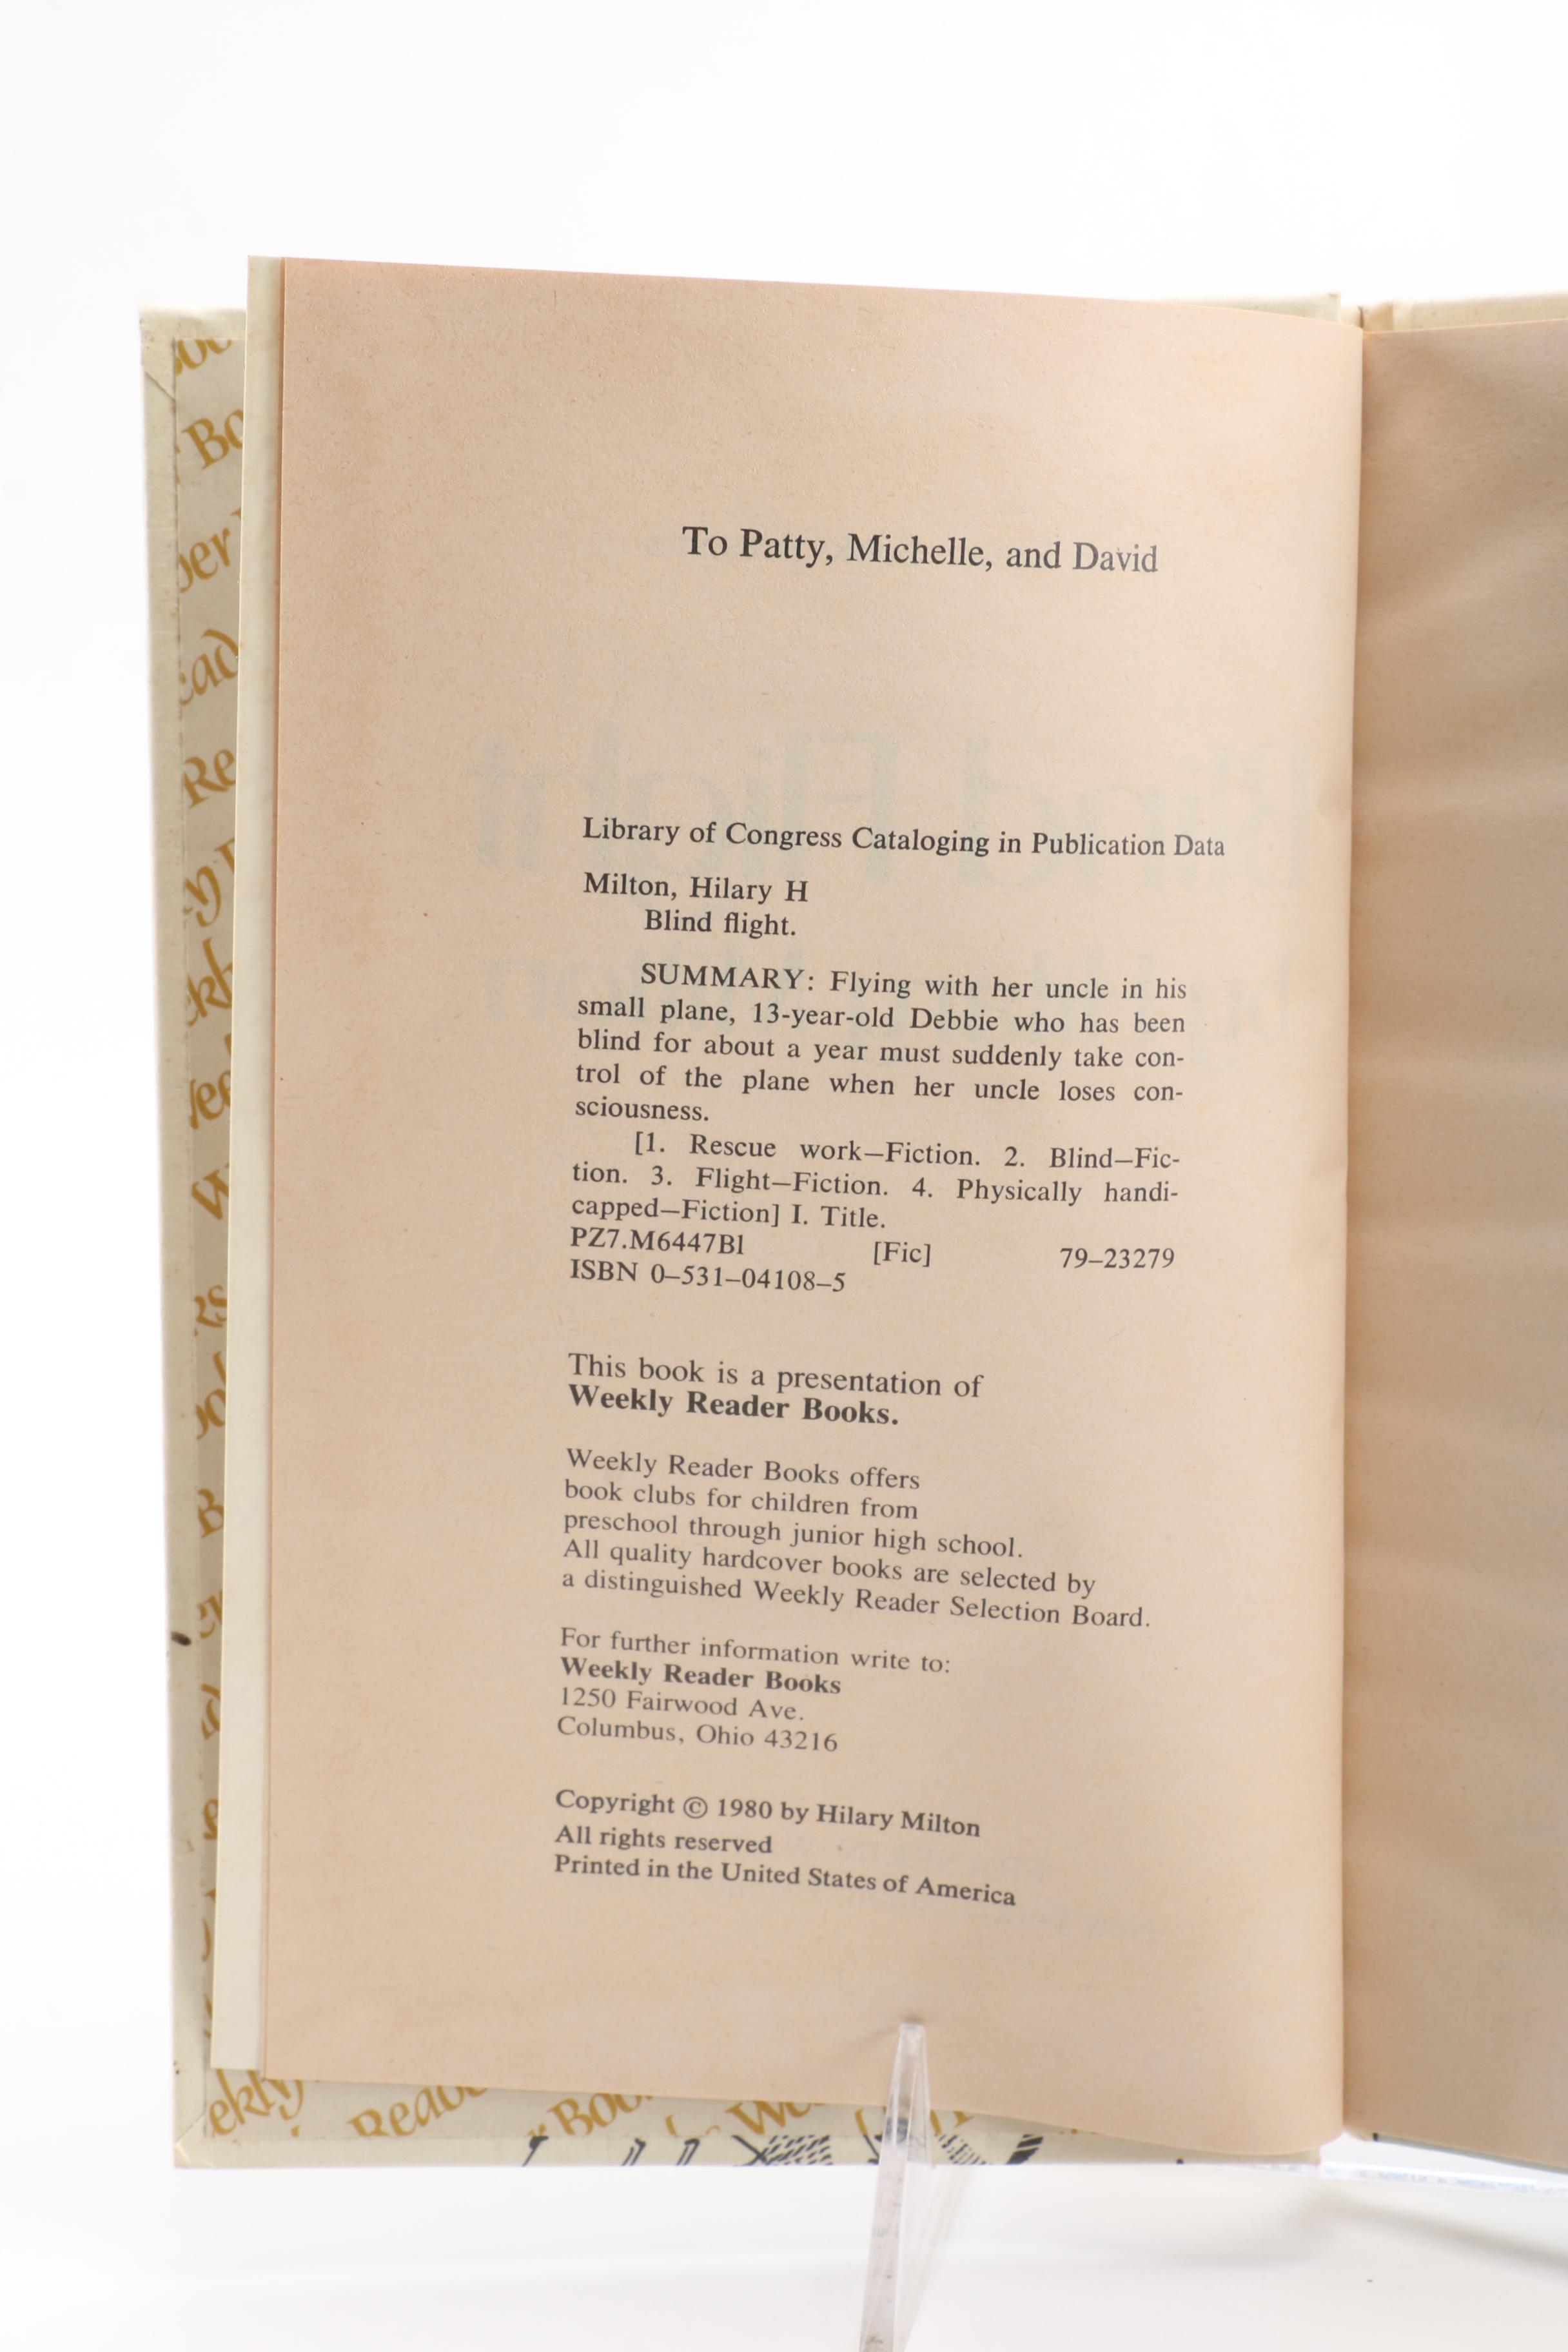 To Patty, Michelle, and David
Library of Congress Cataloging in Publication Data
Milton, Hilary H
Blind flight.
SUMMARY: Flying with her uncle in his
small plane, 13-year-old Debbie who has been
blind for about a year must suddenly take con-
trol of the plane when her uncle loses con-
sciousness.
[1. Rescue work—Fiction. 2. Blind—Fic-
tion. 3. Flight—Fiction. 4. Physically handi-
capped—Fiction] I. Title.
PZ7.M6447Bl [Fic] 79–23279
ISBN 0–531–04108–5
This book is a presentation of
Weekly Reader Books.
Weekly Reader Books offers
book clubs for children from
preschool through junior high school.
All quality hardcover books are selected by
a distinguished Weekly Reader Selection Board.
For further information write to:
Weekly Reader Books
1250 Fairwood Ave.
Columbus, Ohio 43216
Copyright © 1980 by Hilary Milton
All rights reserved
Printed in the United States of America